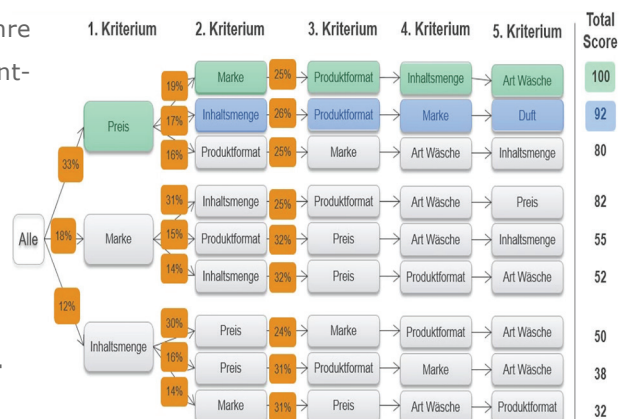 hre
nt-
1. Kriterium 2. Kriterium 3. Kriterium 4. Kriterium 5. Kriterium Total Score
19% Marke 25% Produktformat Inhaltsmenge Art Wäsche 100
Preis 17% Inhaltsmenge 26% Produktformat Marke Duft 92
16% Produktformat 25% Marke Art Wäsche Inhaltsmenge 80
33%
31% Inhaltsmenge 25% Produktformat Art Wäsche Preis 82
Alle 18% Marke 15% Produktformat 32% Preis Art Wäsche Inhaltsmenge 55
14% Inhaltsmenge 32% Preis Produktformat Art Wäsche 52
12%
30% Preis 24% Marke Produktformat Art Wäsche 50
Inhaltsmenge 16% Preis 31% Produktformat Marke Art Wäsche 38
14% Marke 31% Preis Art Wäsche Produktformat 32